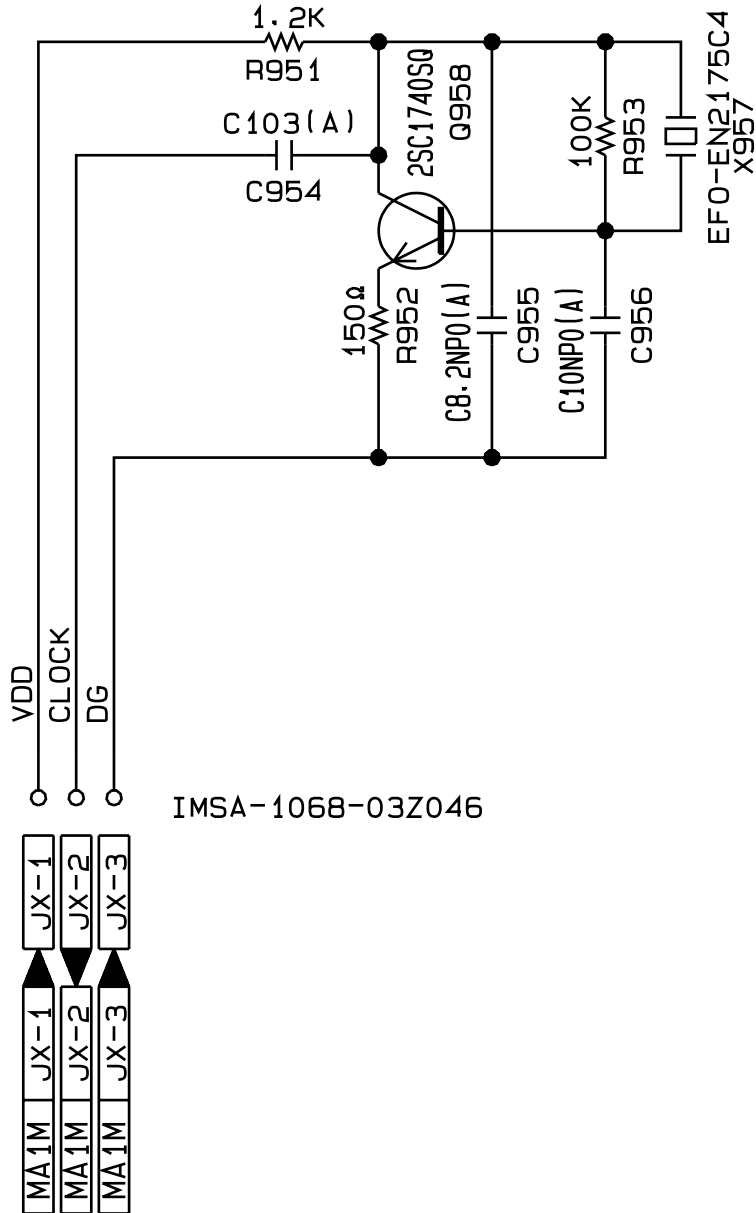 1.2K
R951
C103(A)
C954
2SC1740SQ
Q958
100K
R953
EFO-EN2175C4
X957
150Ω
R952
C8.2NPO(A)
C955
C10NPO(A)
C956
VDD
CLOCK
DG
IMSA-1068-03Z046
JX-1
JX-2
JX-3
JX-1
JX-2
JX-3
MA1M
MA1M
MA1M